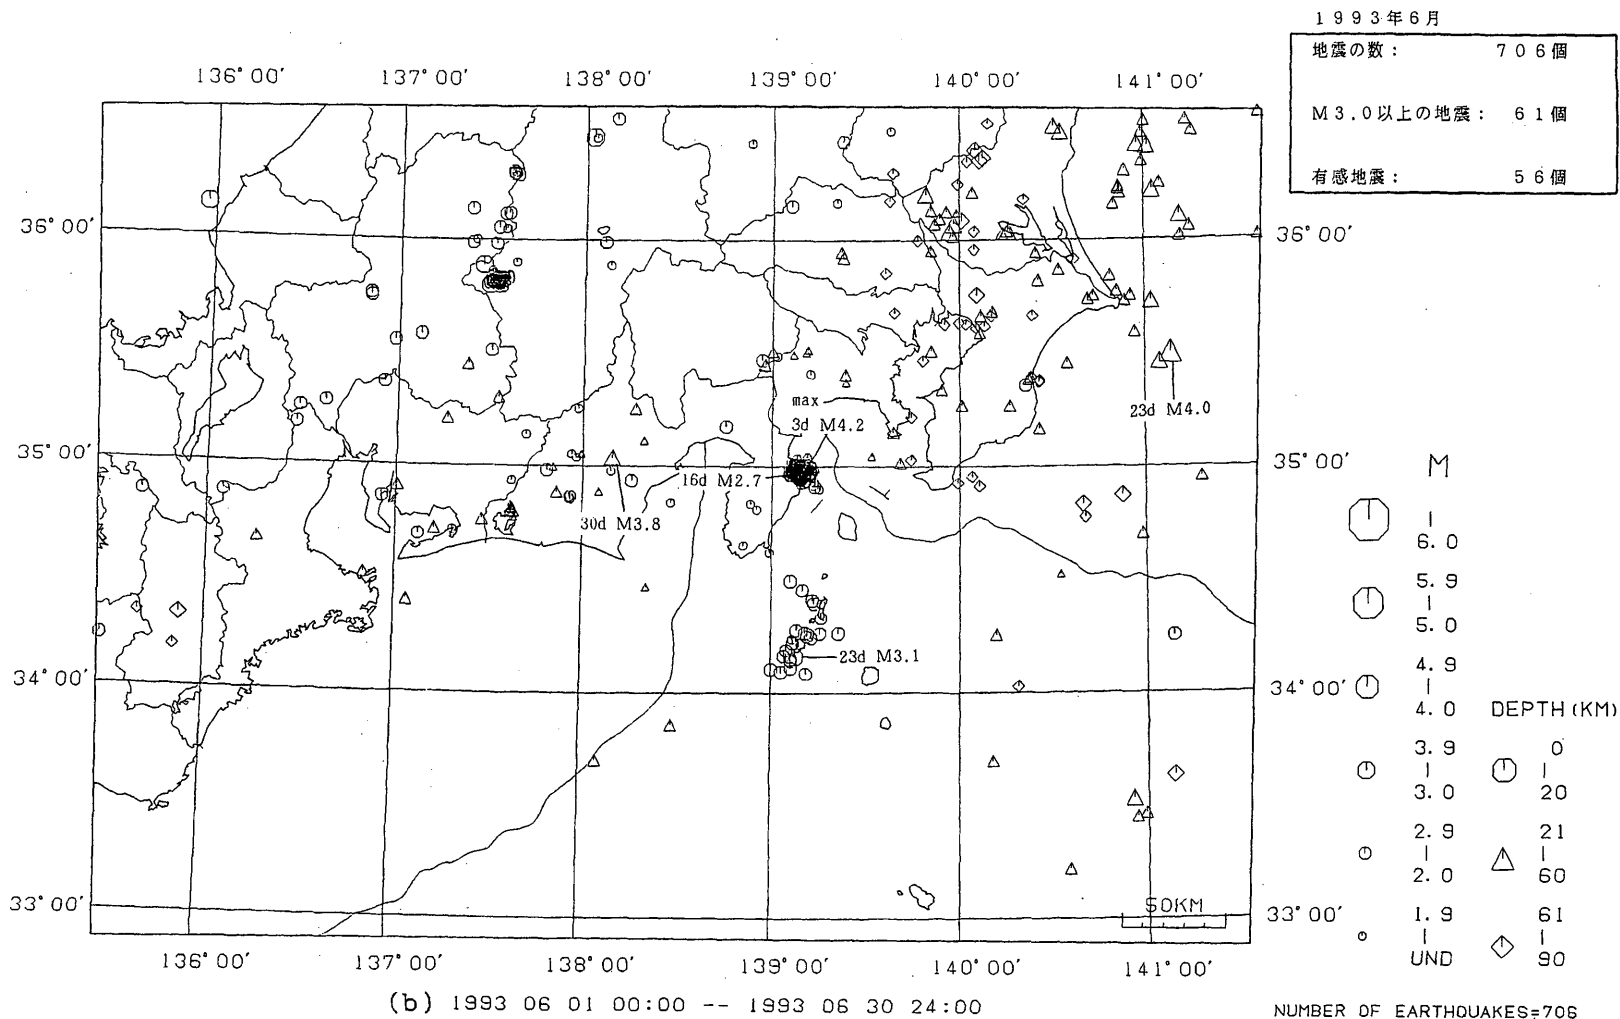 1993年6月
地震の数： 706個
M3.0以上の地震： 61個
有感地震： 56個
136°00′ 137°00′ 138°00′ 139°00′ 140°00′ 141°00′
36°00′ 36°00′
max
3d M4.2
23d M4.0
35°00′ 35°00′
16d M2.7
30d M3.8
23d M3.1
34°00′ 34°00′
33°00′ 33°00′
50KM
136°00′ 137°00′ 138°00′ 139°00′ 140°00′ 141°00′
(b) 1993 06 01 00:00 -- 1993 06 30 24:00
M
|
6.0
5.9
|
5.0
4.9
|
4.0
3.9
|
3.0
2.9
|
2.0
1.9
|
UND
DEPTH(KM)
0
|
20
21
|
60
61
|
90
NUMBER OF EARTHQUAKES=706